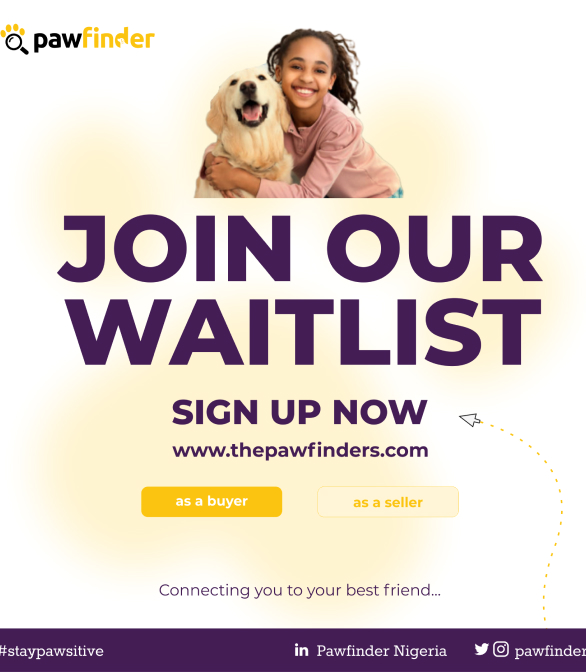 pawfinder
JOIN OUR
WAITLIST
SIGN UP NOW
www.thepawfinders.com
as a buyer
as a seller
Connecting you to your best friend...
#staypawsitive
in Pawfinder Nigeria
pawfinder